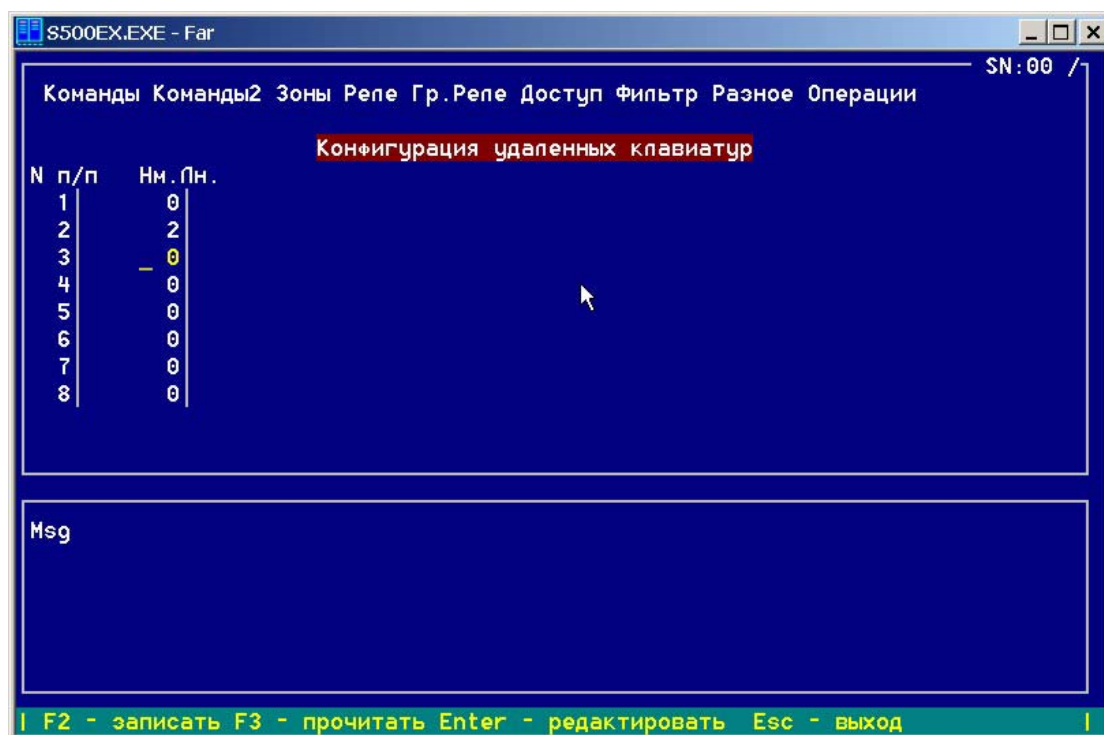 S500EX.EXE - Far
SN:00 /
Команды Команды2 Зоны Реле Гр.Реле Доступ Фильтр Разное Операции
Конфигурация удаленных клавиатур
N п/п Нм.Лн.
1 0
2 2
3 _ 0
4 0
5 0
6 0
7 0
8 0
Msg
F2 - записать F3 - прочитать Enter - редактировать Esc - выход